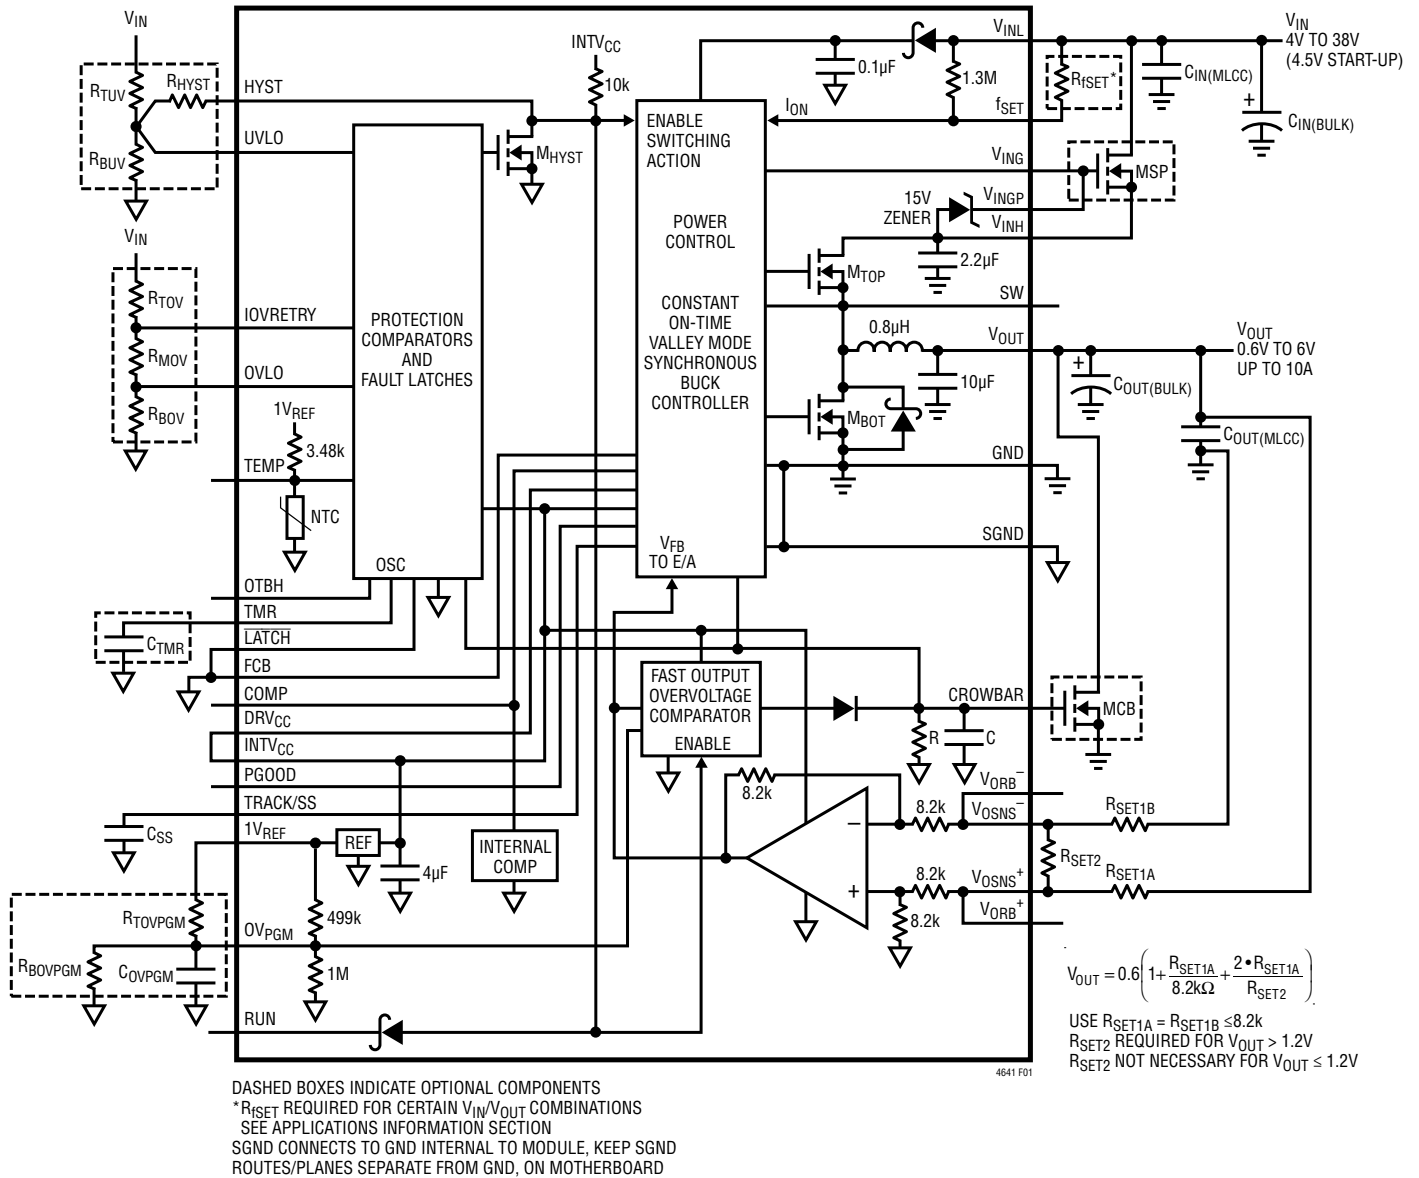 VIN
RTUV
RHYST
RBUV
HYST
UVLO
VIN
RTOV
RMOV
RBOV
IOVRETRY
OVLO
1VREF
3.48k
TEMP
NTC
PROTECTION
COMPARATORS
AND
FAULT LATCHES
OSC
INTVCC
10k
MHYST
ENABLE
SWITCHING
ACTION
POWER
CONTROL
CONSTANT
ON-TIME
VALLEY MODE
SYNCHRONOUS
BUCK
CONTROLLER
VFB
TO E/A
0.1µF
1.3M
ION
VINL
fSET
RfSET*
CIN(MLCC)
CIN(BULK)
+
VIN
4V TO 38V
(4.5V START-UP)
VING
MSP
15V
ZENER
VINGP
VINH
2.2µF
MTOP
SW
0.8µH
VOUT
VOUT
0.6V TO 6V
UP TO 10A
10µF
+
COUT(BULK)
COUT(MLCC)
MBOT
GND
SGND
OTBH
TMR
CTMR
L̅A̅T̅C̅H̅
FCB
COMP
DRVCC
INTVCC
PGOOD
TRACK/SS
CSS
1VREF
REF
4µF
INTERNAL
COMP
FAST OUTPUT
OVERVOLTAGE
COMPARATOR
ENABLE
CROWBAR
MCB
R
C
8.2k
VORB–
VOSNS–
8.2k
RSET1B
RSET2
–
+
8.2k
VOSNS+
RSET1A
VORB+
8.2k
RTOVPGM
RBOVPGM
COVPGM
OVPGM
499k
1M
RUN
VOUT = 0.6(1+ RSET1A/8.2kΩ + 2•RSET1A/RSET2)
USE RSET1A = RSET1B ≤8.2k
RSET2 REQUIRED FOR VOUT > 1.2V
RSET2 NOT NECESSARY FOR VOUT ≤ 1.2V
4641 F01
DASHED BOXES INDICATE OPTIONAL COMPONENTS
*RfSET REQUIRED FOR CERTAIN VIN/VOUT COMBINATIONS
SEE APPLICATIONS INFORMATION SECTION
SGND CONNECTS TO GND INTERNAL TO MODULE, KEEP SGND
ROUTES/PLANES SEPARATE FROM GND, ON MOTHERBOARD